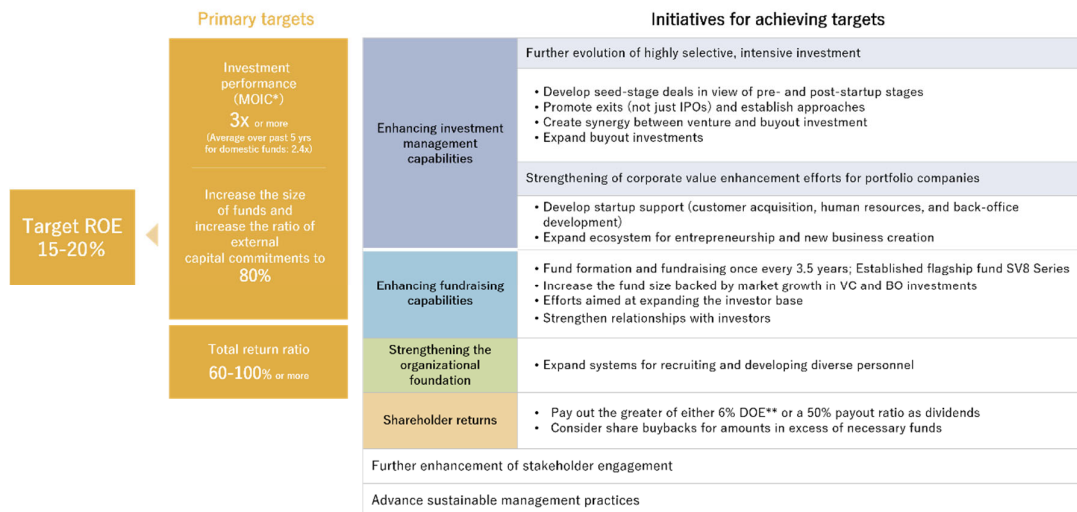 Primary targets
Initiatives for achieving targets
Target ROE
15-20%
Investment
performance
(MOIC*)
3x or more
(Average over past 5 yrs
for domestic funds: 2.4x)
Increase the size
of funds and
increase the ratio of
external
capital commitments to
80%
Total return ratio
60-100% or more
Enhancing investment
management
capabilities
Further evolution of highly selective, intensive investment
• Develop seed-stage deals in view of pre- and post-startup stages
• Promote exits (not just IPOs) and establish approaches
• Create synergy between venture and buyout investment
• Expand buyout investments
Strengthening of corporate value enhancement efforts for portfolio companies
• Develop startup support (customer acquisition, human resources, and back-office
development)
• Expand ecosystem for entrepreneurship and new business creation
Enhancing fundraising
capabilities
• Fund formation and fundraising once every 3.5 years; Established flagship fund SV8 Series
• Increase the fund size backed by market growth in VC and BO investments
• Efforts aimed at expanding the investor base
• Strengthen relationships with investors
Strengthening the
organizational
foundation
• Expand systems for recruiting and developing diverse personnel
Shareholder returns
• Pay out the greater of either 6% DOE** or a 50% payout ratio as dividends
• Consider share buybacks for amounts in excess of necessary funds
Further enhancement of stakeholder engagement
Advance sustainable management practices